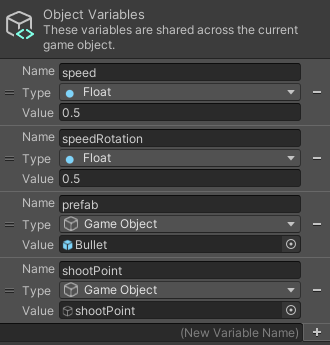 Object Variables
These variables are shared across the current
game object.
Name speed
Type Float
Value 0.5
Name speedRotation
Type Float
Value 0.5
Name prefab
Type Game Object
Value Bullet
Name shootPoint
Type Game Object
Value shootPoint
(New Variable Name)